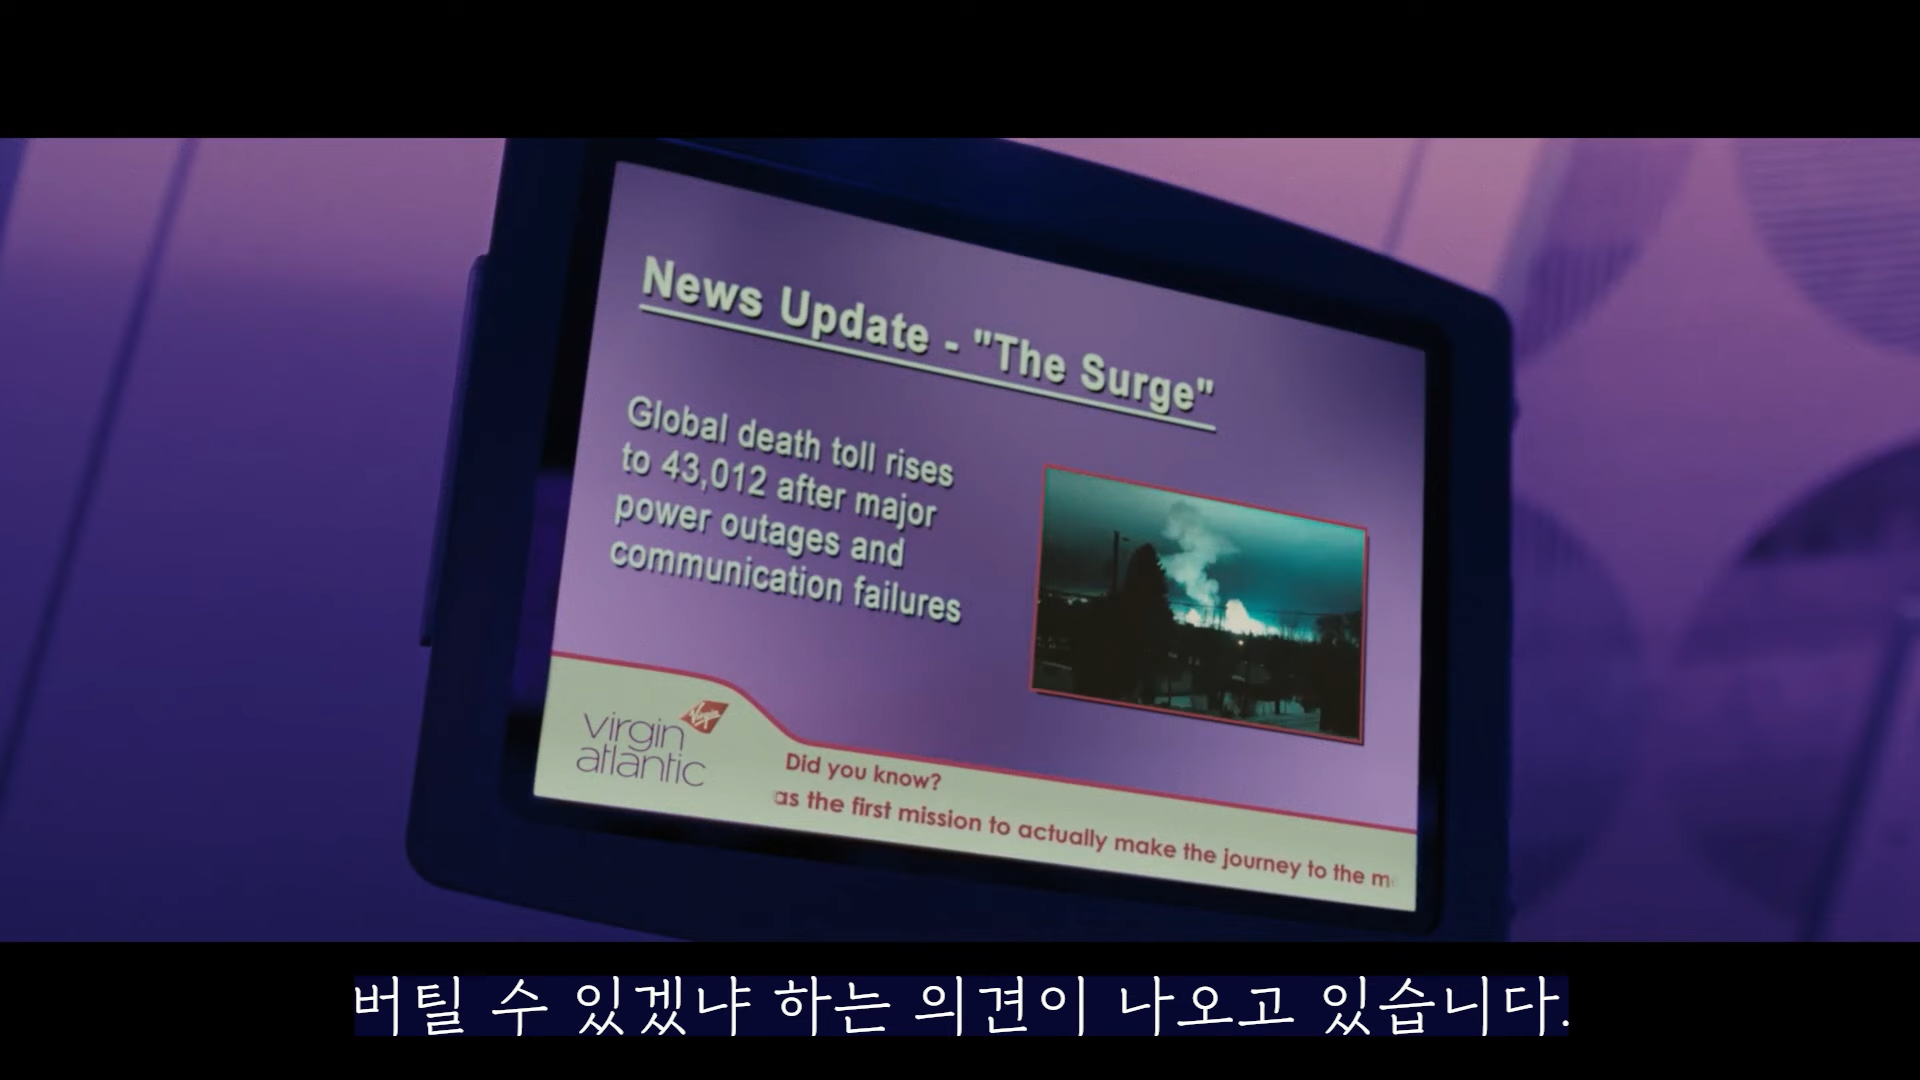 News Update - "The Surge"
Global death toll rises
to 43,012 after major
power outages and
communication failures
virgin
atlantic
Virgin
Did you know?
as the first mission to actually make the journey to the m
버틸 수 있겠냐 하는 의견이 나오고 있습니다.